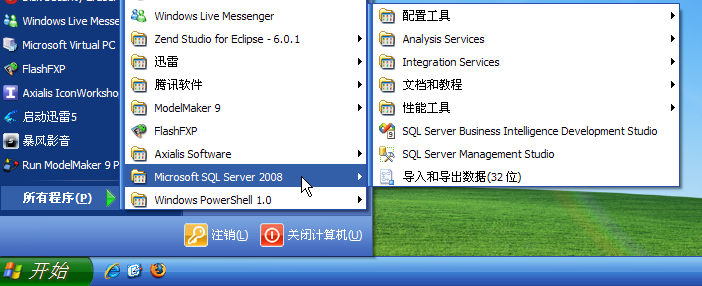 Windows Live Messe
Microsoft Virtual PC
FlashFXP
Axialis IconWorksho
启动迅雷5
暴风影音
Run ModelMaker 9 P
所有程序(P)
Windows Live Messenger
Zend Studio for Eclipse - 6.0.1
迅雷
腾讯软件
ModelMaker 9
FlashFXP
Axialis Software
Microsoft SQL Server 2008
Windows PowerShell 1.0
配置工具
Analysis Services
Integration Services
文档和教程
性能工具
SQL Server Business Intelligence Development Studio
SQL Server Management Studio
导入和导出数据(32 位)
注销(L)
关闭计算机(U)
开始